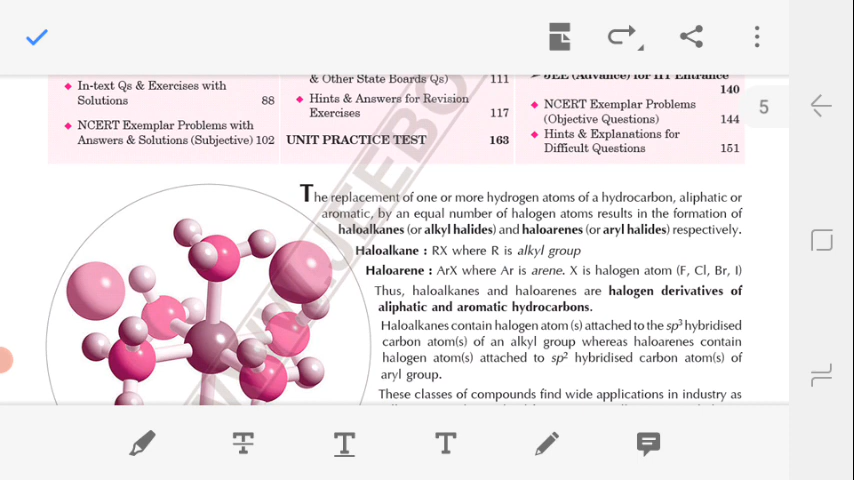 In-text Qs & Exercises with
Solutions 88
NCERT Exemplar Problems with
Answers & Solutions (Subjective) 102
& Other State Boards Qs) 111
Hints & Answers for Revision
Exercises 117
UNIT PRACTICE TEST 163
JEE (Advance) for IIT Entrance
140
NCERT Exemplar Problems
(Objective Questions) 144
Hints & Explanations for
Difficult Questions 151
5
The replacement of one or more hydrogen atoms of a hydrocarbon, aliphatic or
aromatic, by an equal number of halogen atoms results in the formation of
haloalkanes (or alkyl halides) and haloarenes (or aryl halides) respectively.
Haloalkane : RX where R is alkyl group
Haloarene : ArX where Ar is arene. X is halogen atom (F, Cl, Br, I)
Thus, haloalkanes and haloarenes are halogen derivatives of
aliphatic and aromatic hydrocarbons.
Haloalkanes contain halogen atom (s) attached to the sp³ hybridised
carbon atom(s) of an alkyl group whereas haloarenes contain
halogen atom(s) attached to sp² hybridised carbon atom(s) of
aryl group.
These classes of compounds find wide applications in industry as
T T T